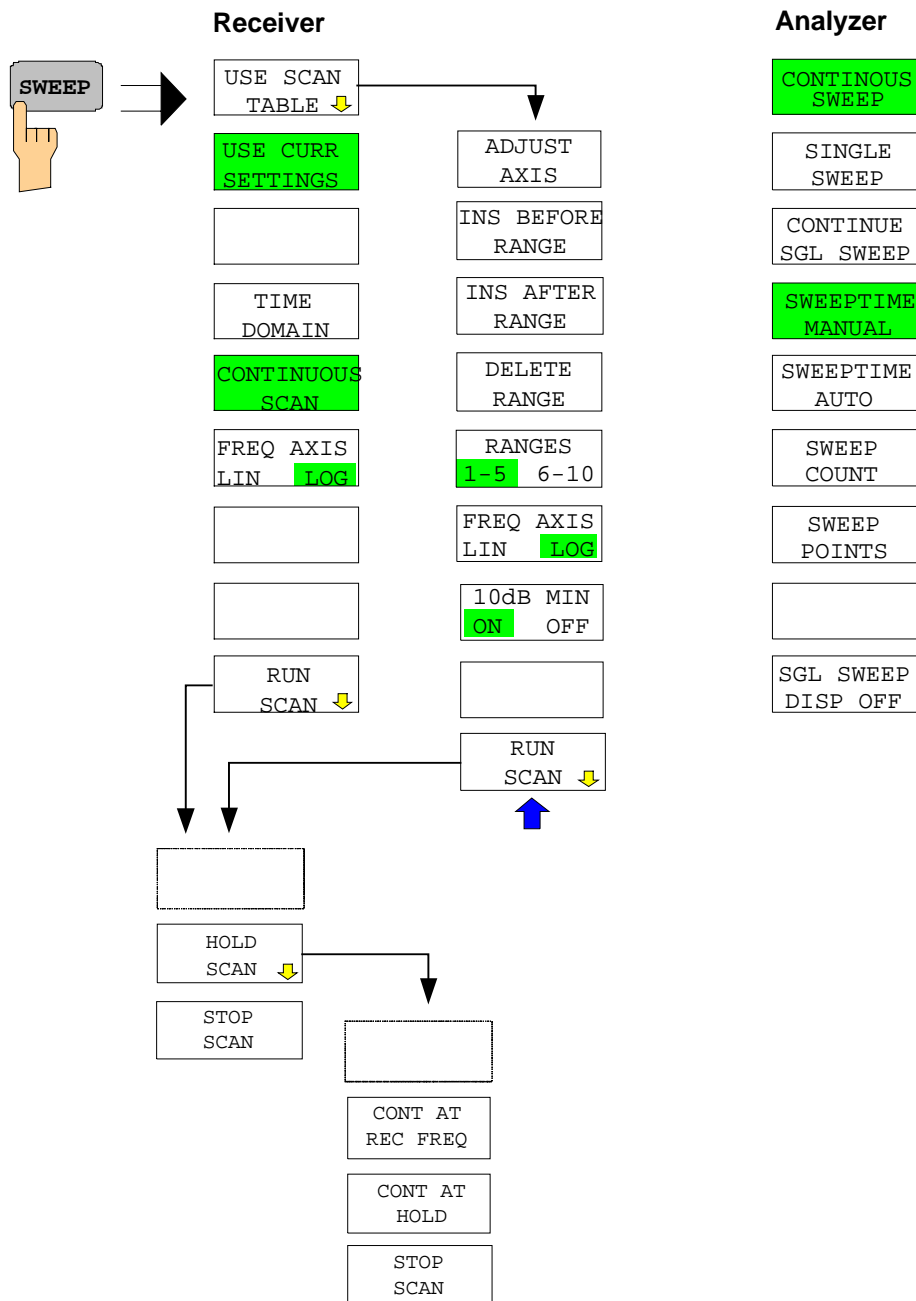 Receiver
Analyzer
SWEEP
USE SCAN
TABLE
USE CURR
SETTINGS
TIME
DOMAIN
CONTINUOUS
SCAN
FREQ AXIS
LIN LOG
RUN
SCAN
ADJUST
AXIS
INS BEFORE
RANGE
INS AFTER
RANGE
DELETE
RANGE
RANGES
1-5 6-10
FREQ AXIS
LIN LOG
10dB MIN
ON OFF
RUN
SCAN
HOLD
SCAN
STOP
SCAN
CONT AT
REC FREQ
CONT AT
HOLD
STOP
SCAN
CONTINOUS
SWEEP
SINGLE
SWEEP
CONTINUE
SGL SWEEP
SWEEPTIME
MANUAL
SWEEPTIME
AUTO
SWEEP
COUNT
SWEEP
POINTS
SGL SWEEP
DISP OFF